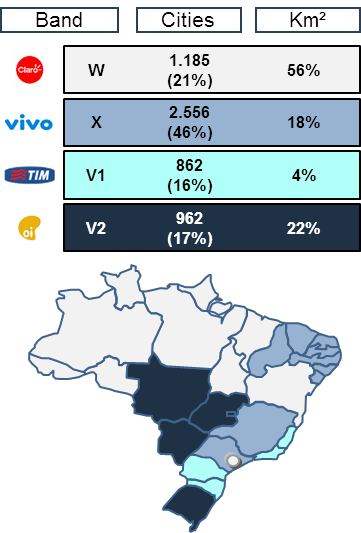 Band Cities Km²
Claro W 1.185 56%
(21%)
vivo X 2.556 18%
(46%)
TIM V1 862 4%
(16%)
oi V2 962 22%
(17%)